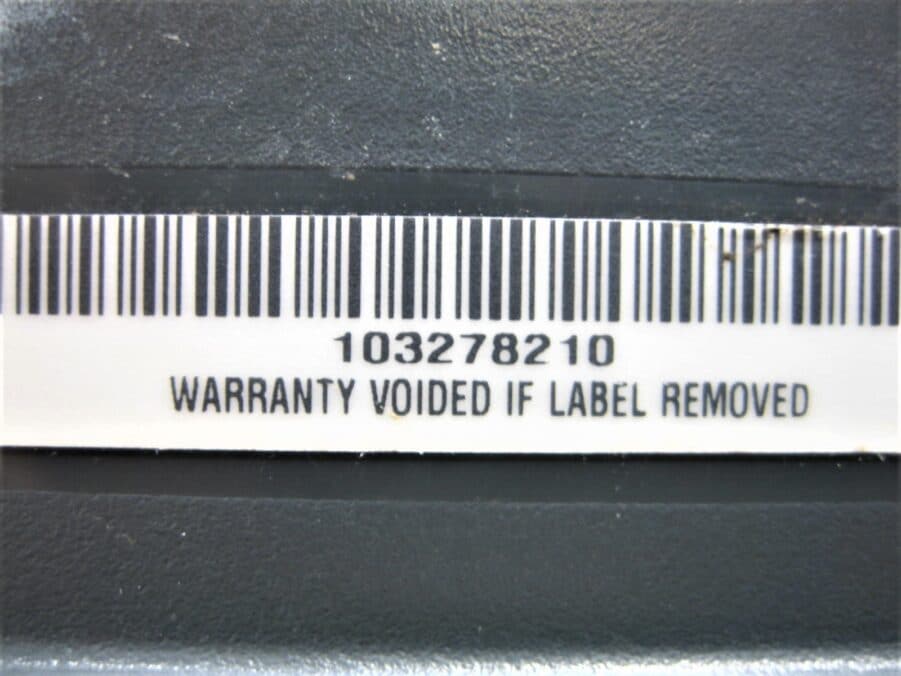 103278210
WARRANTY VOIDED IF LABEL REMOVED